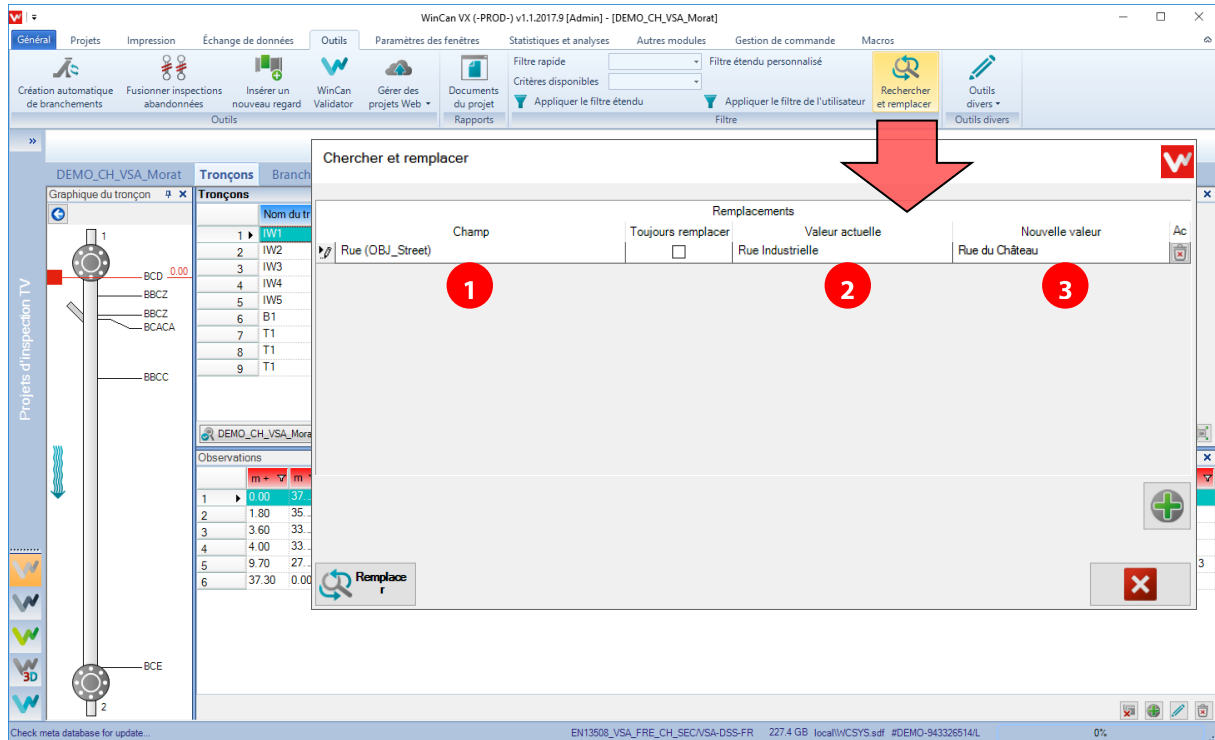 WinCan VX (-PROD-) v1.1.2017.9 [Admin] - [DEMO_CH_VSA_Morat]
Général Projets Impression Échange de données Outils Paramètres des fenêtres Statistiques et analyses Autres modules Gestion de commande Macros
Création automatique de branchements
Fusionner inspections abandonnées
Insérer un nouveau regard
WinCan Validator
Gérer des projets Web
Outils
Documents du projet
Rapports
Filtre rapide
Critères disponibles
Appliquer le filtre étendu
Filtre étendu personnalisé
Appliquer le filtre de l'utilisateur
Rechercher et remplacer
Filtre
Outils divers
Outils divers
»
Projets d'inspection TV
3D
DEMO_CH_VSA_Morat Tronçons Branch
Graphique du tronçon
1
BCD 0.00
BBCZ
BBCZ
BCACA
BBCC
BCE
2
Tronçons
Nom du tr
1 IW1
2 IW2
3 IW3
4 IW4
5 IW5
6 B1
7 T1
8 T1
9 T1
DEMO_CH_VSA_Mora
Observations
m + m
1 0.00 37...
2 1.80 35...
3 3.60 33...
4 4.00 33...
5 9.70 27...
6 37.30 0.00
3
Chercher et remplacer
Remplacements
Champ Toujours remplacer Valeur actuelle Nouvelle valeur Ac
Rue (OBJ_Street) Rue Industrielle Rue du Château
1 2 3
Remplace
r
Check meta database for update... EN13508_VSA_FRE_CH_SEC/VSA-DSS-FR 227.4 GB local\WCSYS.sdf #DEMO-943326514/L 0%